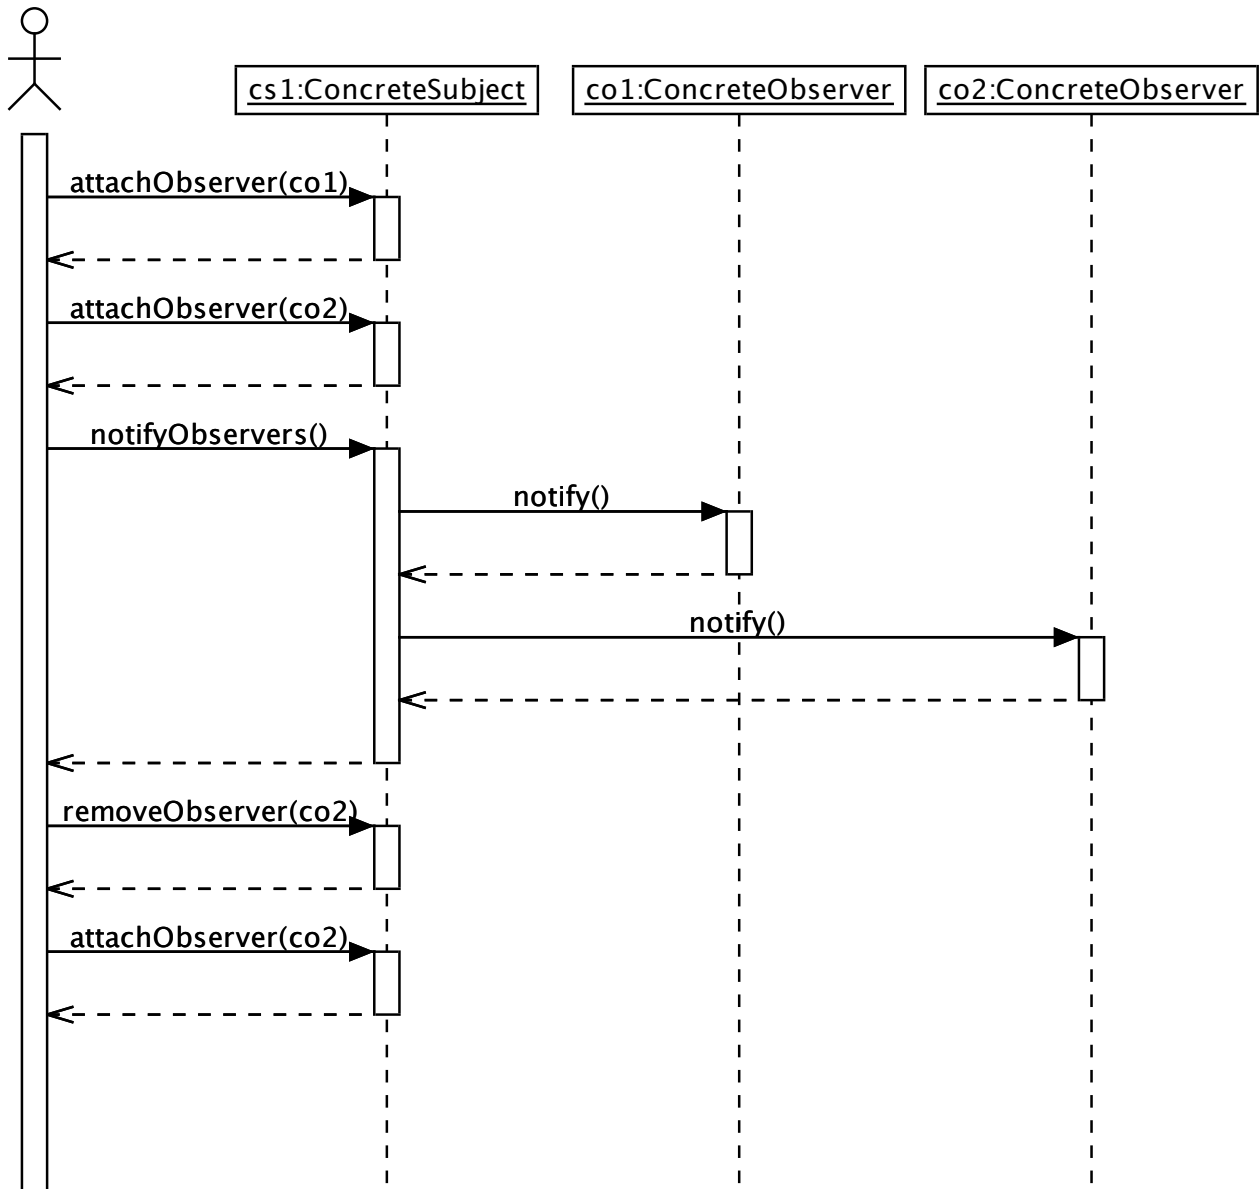 cs1:ConcreteSubject
co1:ConcreteObserver
co2:ConcreteObserver
attachObserver(co1)
attachObserver(co2)
notifyObservers()
notify()
notify()
removeObserver(co2)
attachObserver(co2)